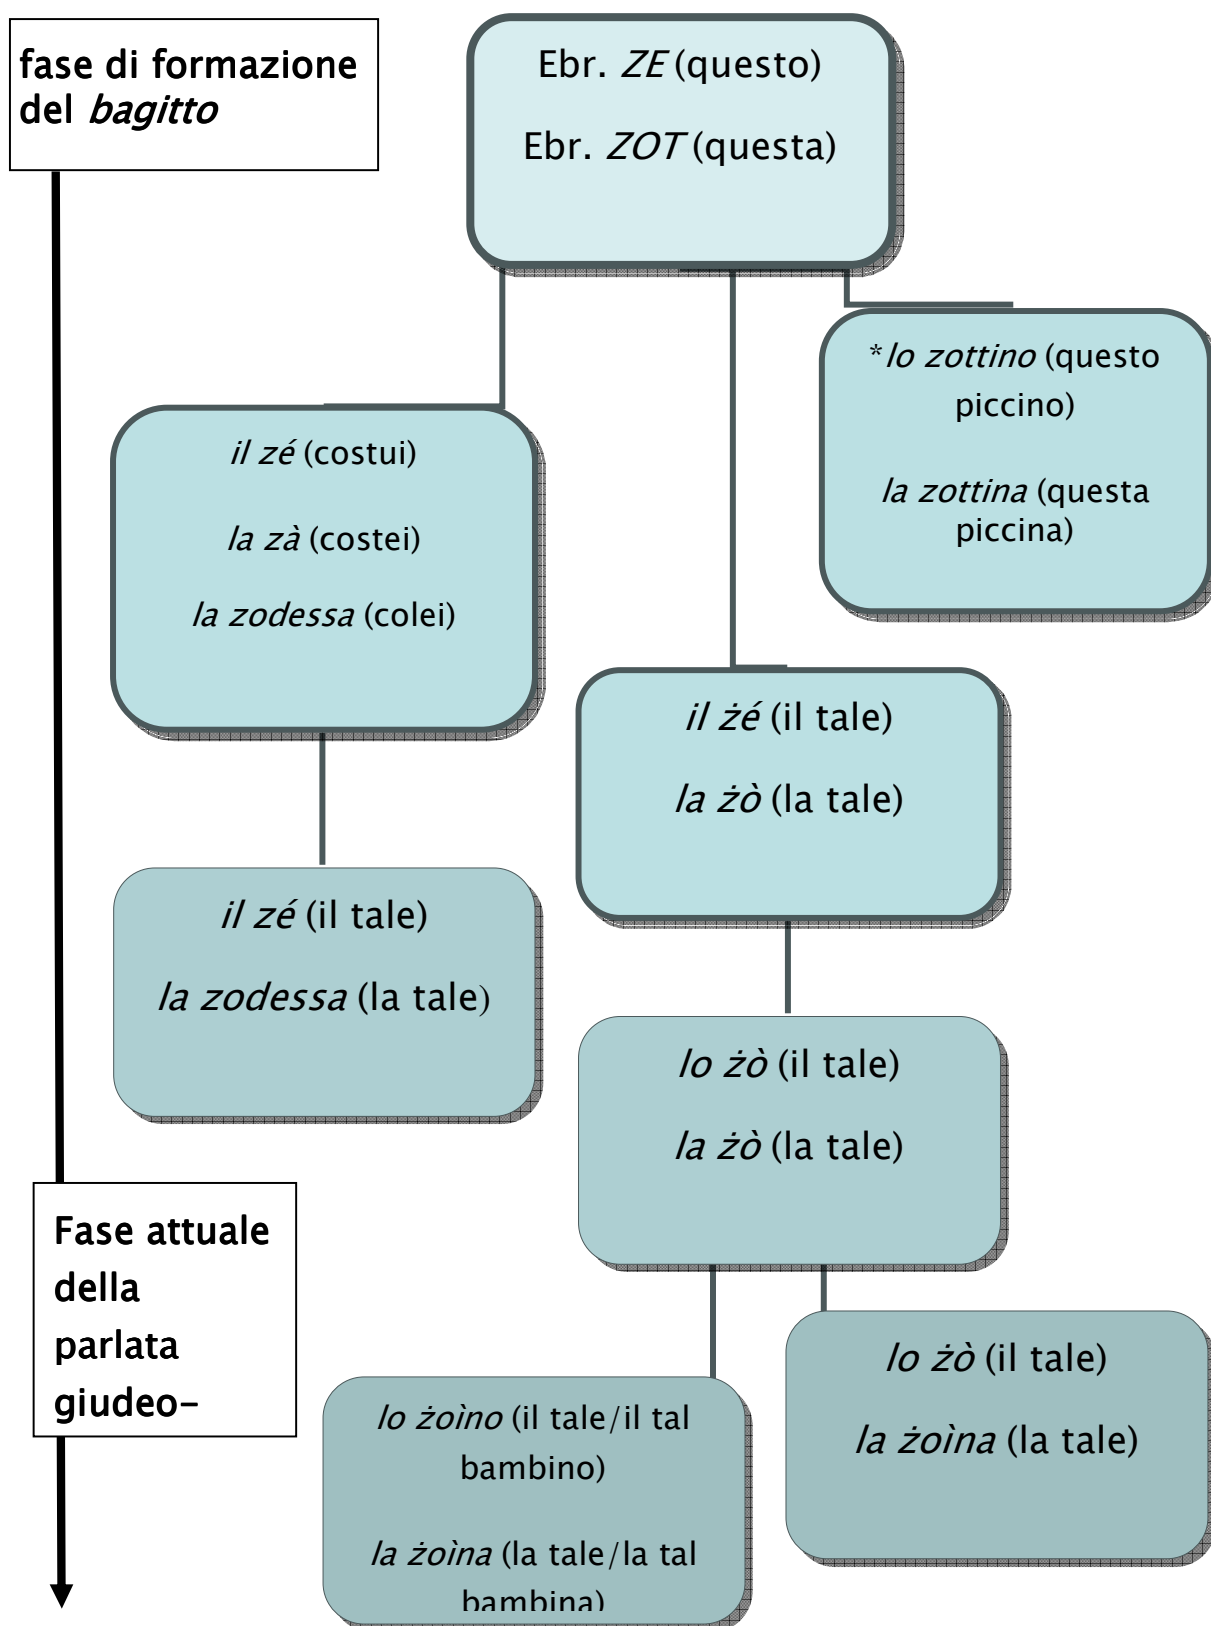 fase di formazione
del bagitto
Ebr. ZE (questo)
Ebr. ZOT (questa)
*lo zottino (questo
piccino)
la zottina (questa
piccina)
il zé (costui)
la zà (costei)
la zodessa (colei)
il żé (il tale)
la żò (la tale)
il zé (il tale)
la zodessa (la tale)
lo żò (il tale)
la żò (la tale)
Fase attuale
della
parlata
giudeo-
lo żò (il tale)
la żoìna (la tale)
lo żoìno (il tale/il tal
bambino)
la żoìna (la tale/la tal
bambina)